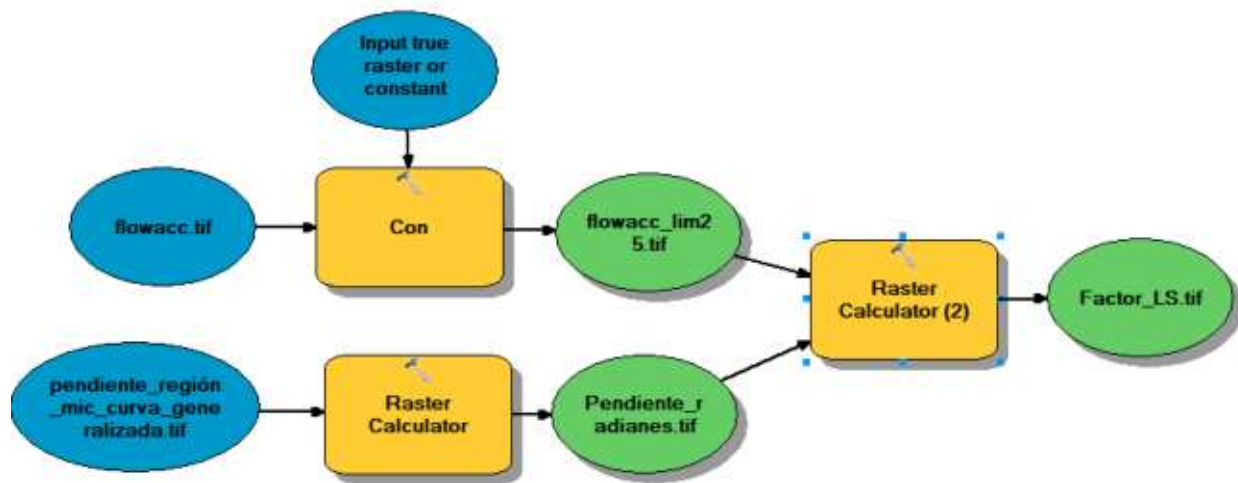 Input true
raster or
constant
flowacc.tif
Con
flowacc_lim2
5.tif
Raster
Calculator (2)
Factor_LS.tif
pendiente_región
_mic_curva_gene
ralizada.tif
Raster
Calculator
Pendiente_r
adianes.tif